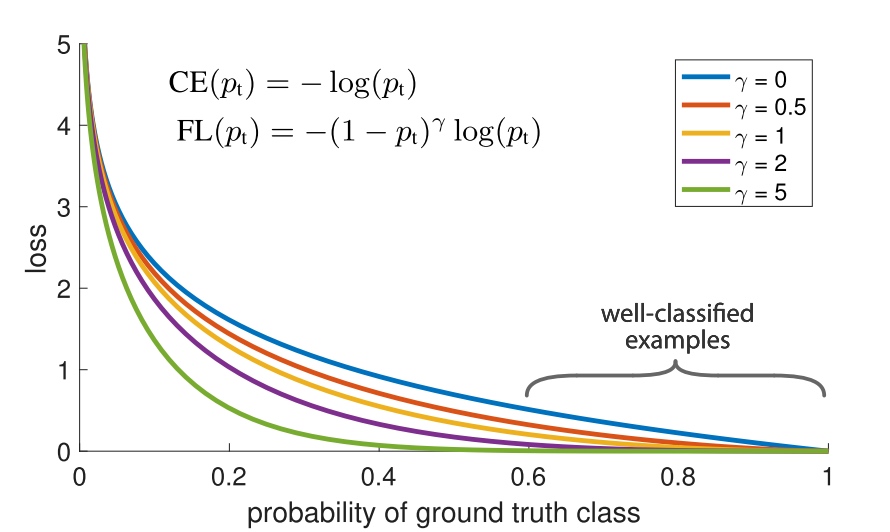 CE(pₜ) = − log(pₜ)
FL(pₜ) = −(1 − pₜ)^γ log(pₜ)
γ = 0
γ = 0.5
γ = 1
γ = 2
γ = 5
5
4
3
2
1
0
loss
well-classified
examples
0 0.2 0.4 0.6 0.8 1
probability of ground truth class